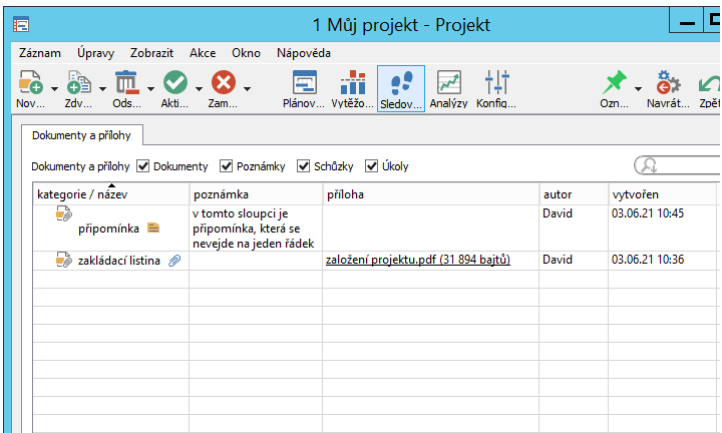 1 Můj projekt - Projekt
Záznam Úpravy Zobrazit Akce Okno Nápověda
Nov... Zdv... Ods... Akti... Zam... Plánov... Vytěžo... Sledov... Analýzy Konfig... Ozn... Navrát... Zpět
Dokumenty a přílohy
Dokumenty a přílohy Dokumenty Poznámky Schůzky Úkoly
kategorie / název poznámka příloha autor vytvořen
připomínka v tomto sloupci je David 03.06.21 10:45
připomínka, která se
nevejde na jeden řádek
zakládací listina založení projektu.pdf (31 894 bajtů) David 03.06.21 10:36